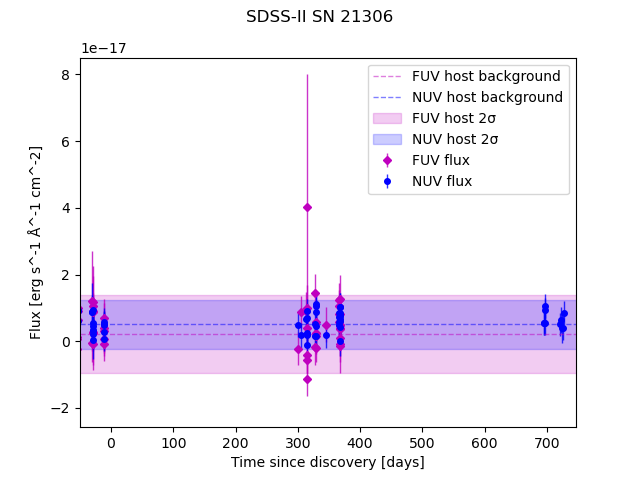 SDSS-II SN 21306
1e−17
FUV host background
NUV host background
FUV host 2σ
NUV host 2σ
FUV flux
NUV flux
8
6
4
2
0
−2
Flux [erg s^-1 Å^-1 cm^-2]
0 100 200 300 400 500 600 700
Time since discovery [days]